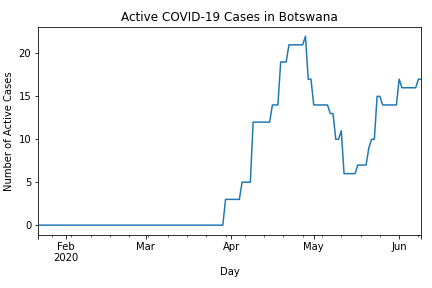 Active COVID-19 Cases in Botswana
Number of Active Cases
20
15
10
5
0
Feb
2020
Mar
Apr
May
Jun
Day